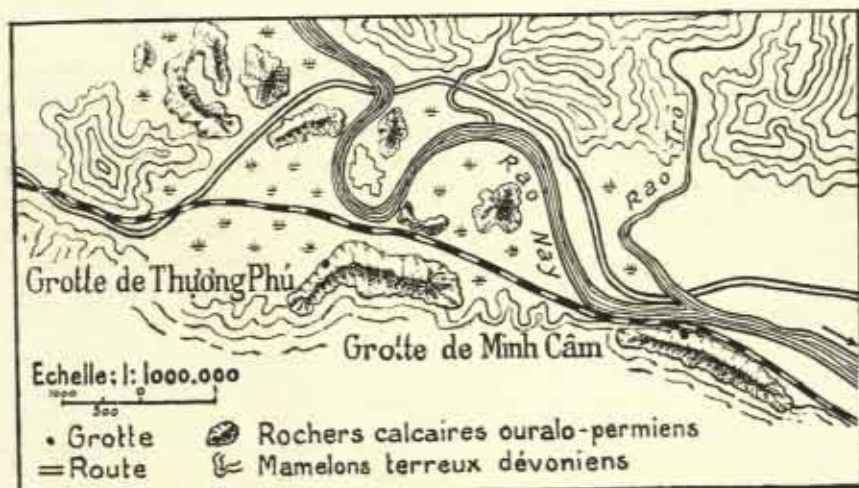 Rao Trô
Rao Nay
Grotte de Thượng Phú
Grotte de Minh Câm
Echelle: 1: 1000.000
1000 0
500
• Grotte
Rochers calcaires ouralo-permiens
Route
Mamelons terreux dévoniens